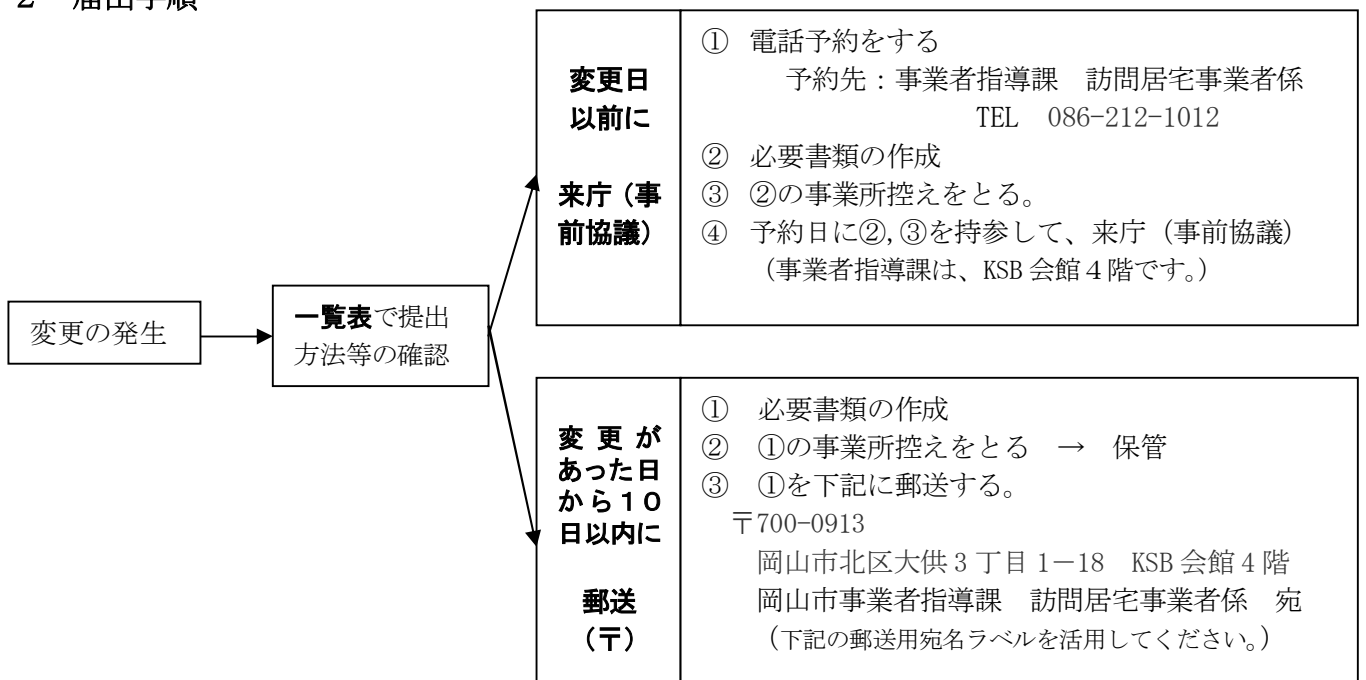 ２　届出手順
変更の発生
一覧表で提出
方法等の確認
変更日
以前に
来庁（事
前協議）
① 電話予約をする
予約先：事業者指導課　訪問居宅事業者係
TEL　086-212-1012
② 必要書類の作成
③ ②の事業所控えをとる。
④ 予約日に②,③を持参して、来庁（事前協議）
（事業者指導課は、KSB会館４階です。）
変更が
あった日
から１０
日以内に
郵送
（〒）
① 必要書類の作成
② ①の事業所控えをとる　→　保管
③ ①を下記に郵送する。
〒700-0913
岡山市北区大供３丁目１－18　KSB会館４階
岡山市事業者指導課　訪問居宅事業者係　宛
（下記の郵送用宛名ラベルを活用してください。）